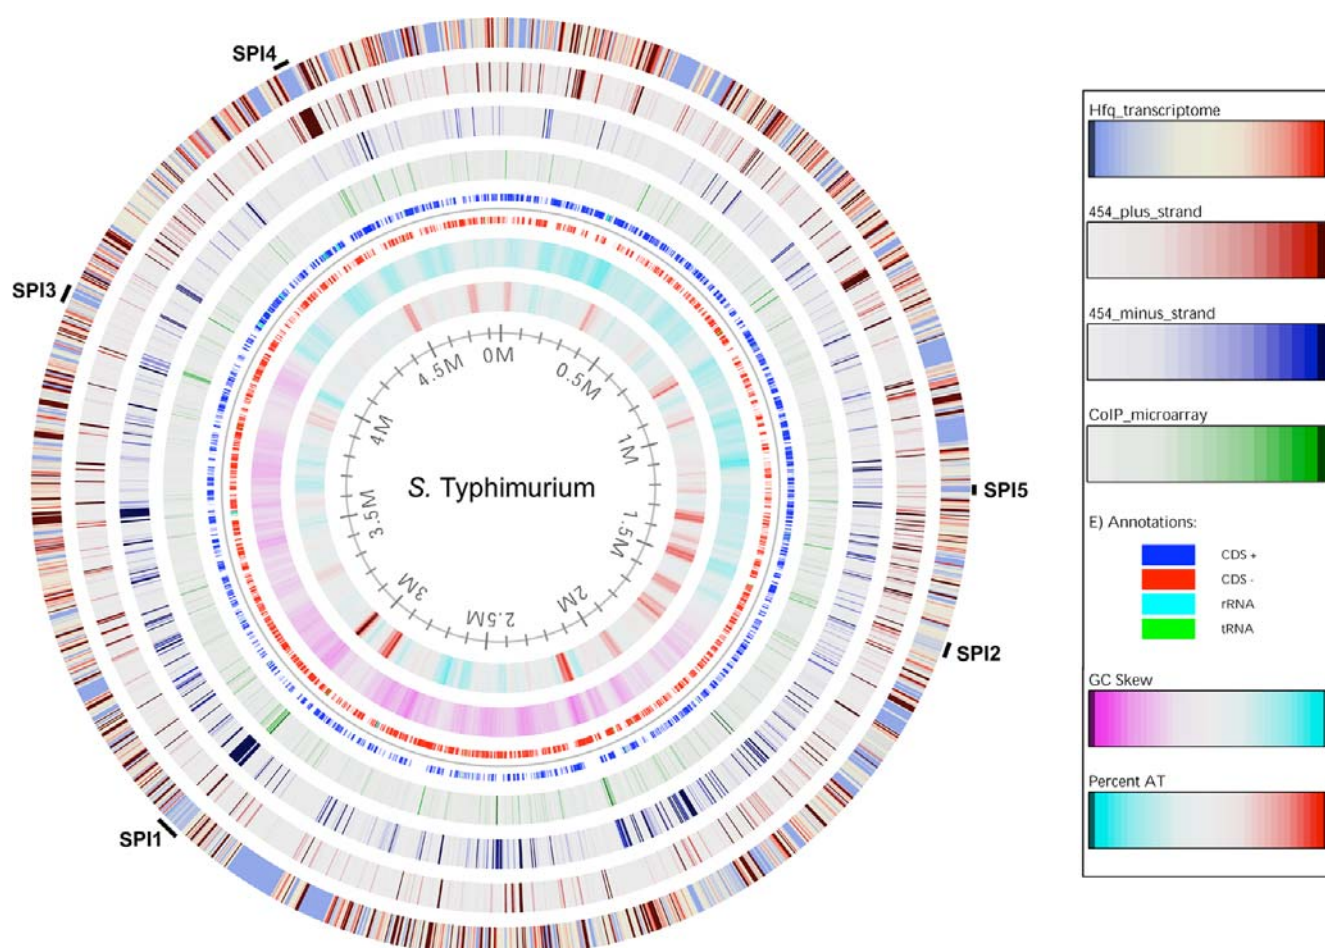 SPI4
SPI3
SPI5
SPI2
SPI1
0M
0.5M
1M
1.5M
2M
2.5M
3M
3.5M
4M
4.5M
S. Typhimurium
Hfq_transcriptome
454_plus_strand
454_minus_strand
CoIP_microarray
E) Annotations:
CDS +
CDS -
rRNA
tRNA
GC Skew
Percent AT